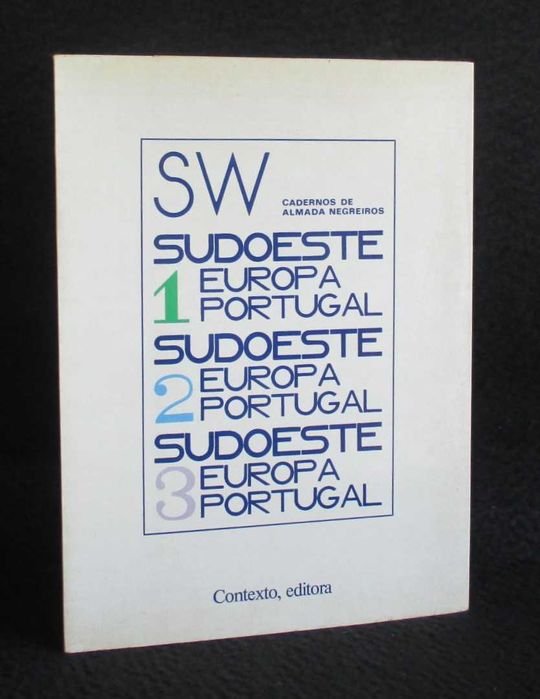 SW
CADERNOS DE
ALMADA NEGREIROS
SUDOESTE
1 EUROPA
PORTUGAL
SUDOESTE
2 EUROPA
PORTUGAL
SUDOESTE
3 EUROPA
PORTUGAL
Contexto, editora